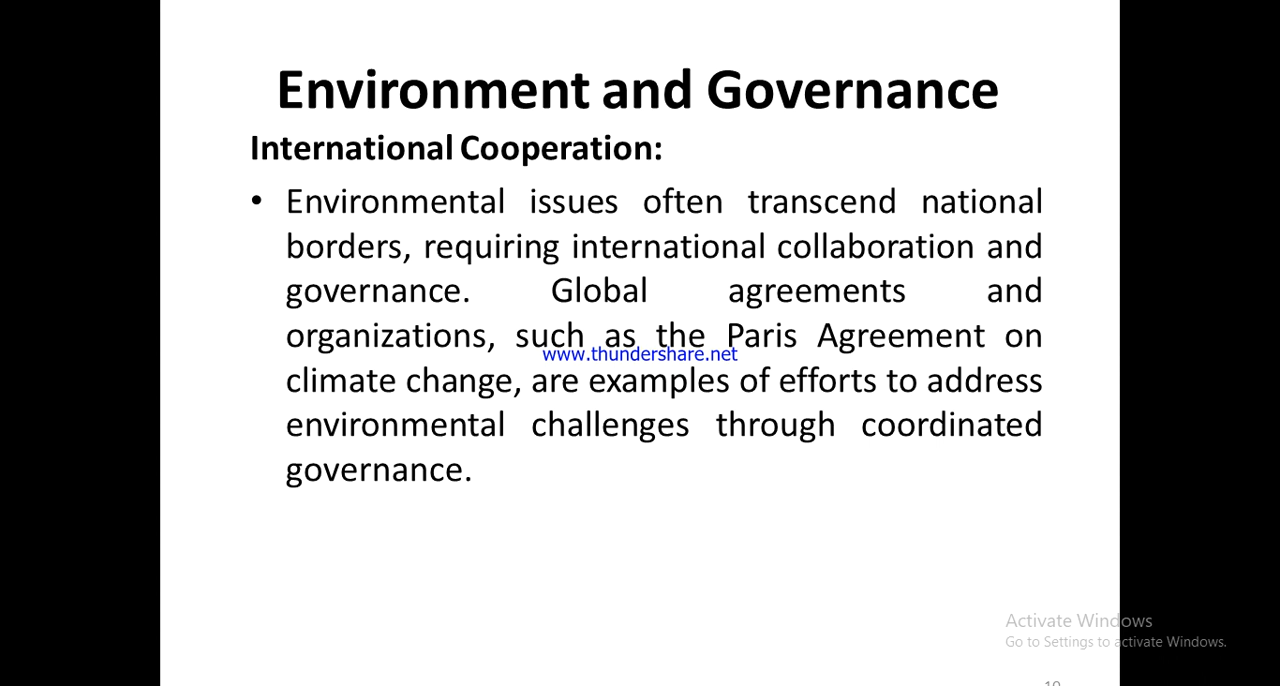 Environment and Governance
International Cooperation:
• Environmental issues often transcend national
borders, requiring international collaboration and
governance. Global agreements and
organizations, such as the Paris Agreement on
www.thundershare.net
climate change, are examples of efforts to address
environmental challenges through coordinated
governance.
Activate Windows
Go to Settings to activate Windows.